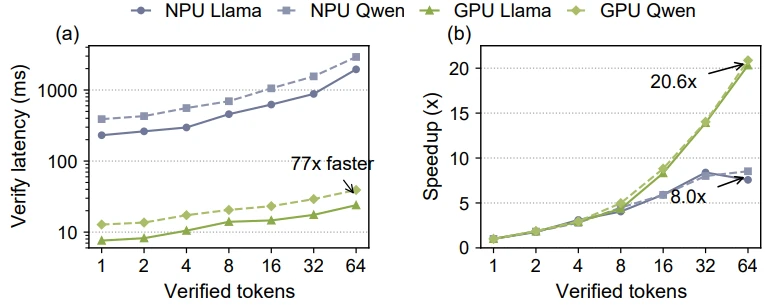 NPU Llama NPU Qwen GPU Llama GPU Qwen
(a)
Verify latency (ms)
1000
100
10
77x faster
1 2 4 8 16 32 64
Verified tokens
(b)
Speedup (x)
20
15
10
5
0
20.6x
8.0x
1 2 4 8 16 32 64
Verified tokens